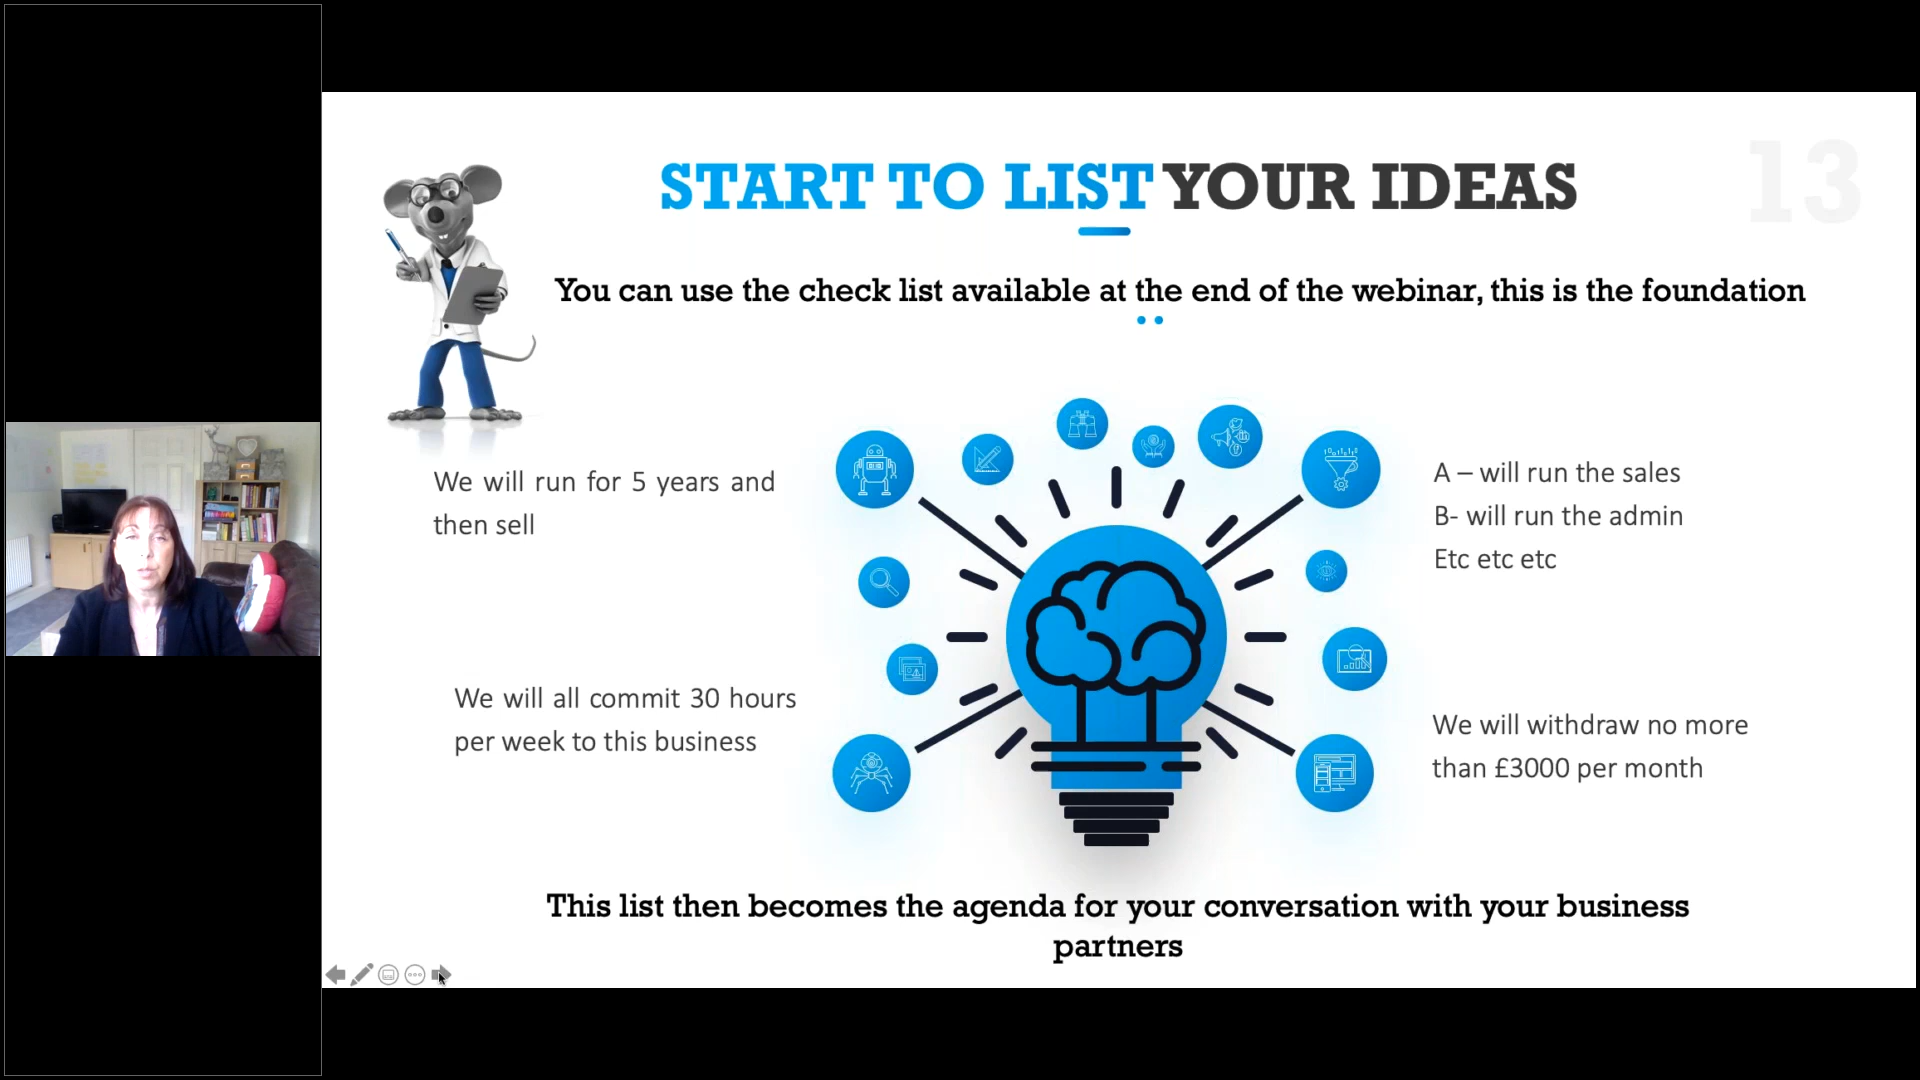 13
START TO LIST YOUR IDEAS
You can use the check list available at the end of the webinar, this is the foundation
We will run for 5 years and
then sell
A – will run the sales
B- will run the admin
Etc etc etc
We will all commit 30 hours
per week to this business
We will withdraw no more
than £3000 per month
This list then becomes the agenda for your conversation with your business
partners